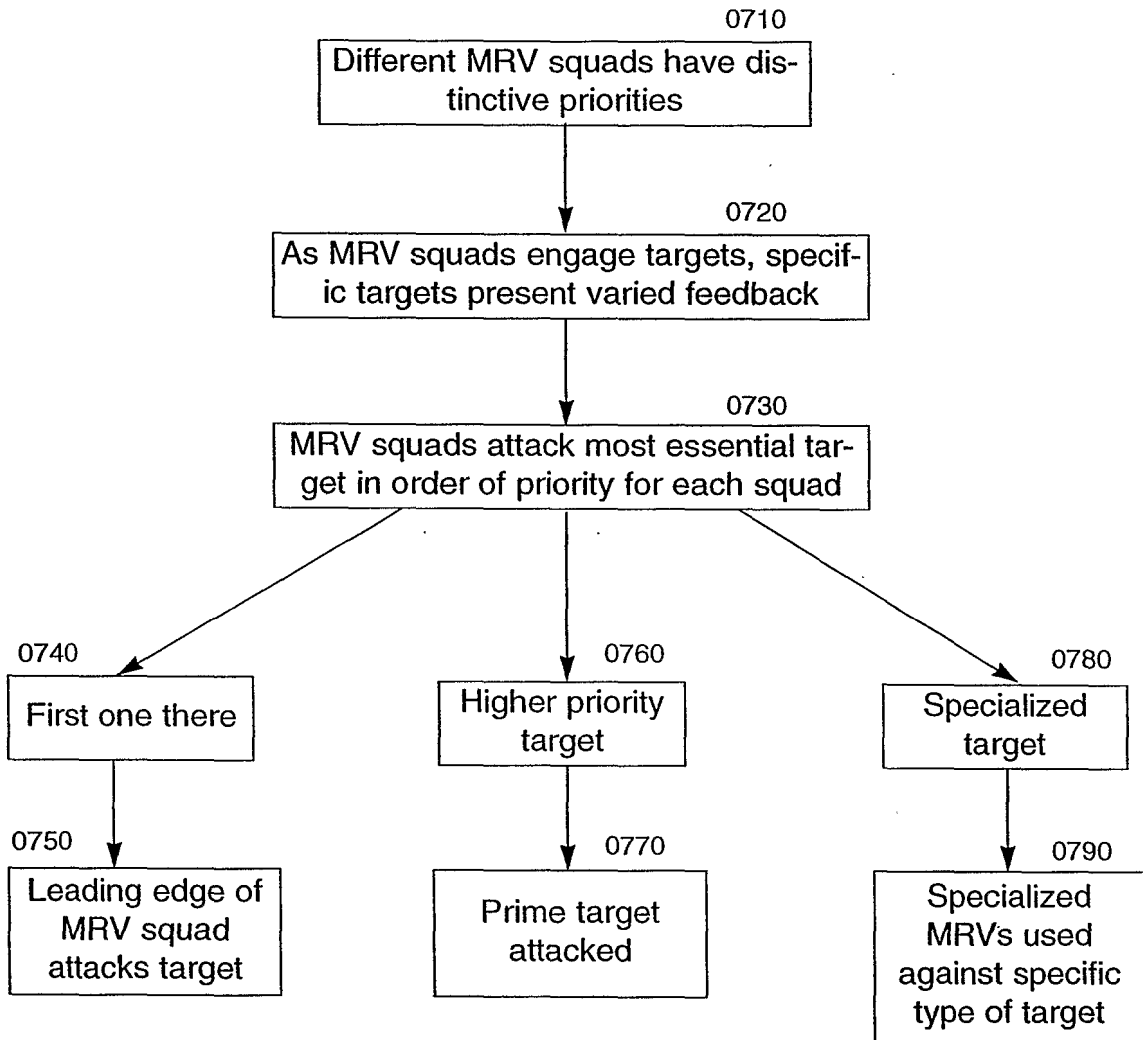 0710
Different MRV squads have dis-
tinctive priorities
0720
As MRV squads engage targets, specif-
ic targets present varied feedback
0730
MRV squads attack most essential tar-
get in order of priority for each squad
0740
First one there
0760
Higher priority
target
0780
Specialized
target
0750
Leading edge of
MRV squad
attacks target
0770
Prime target
attacked
0790
Specialized
MRV's used
against specific
type of target